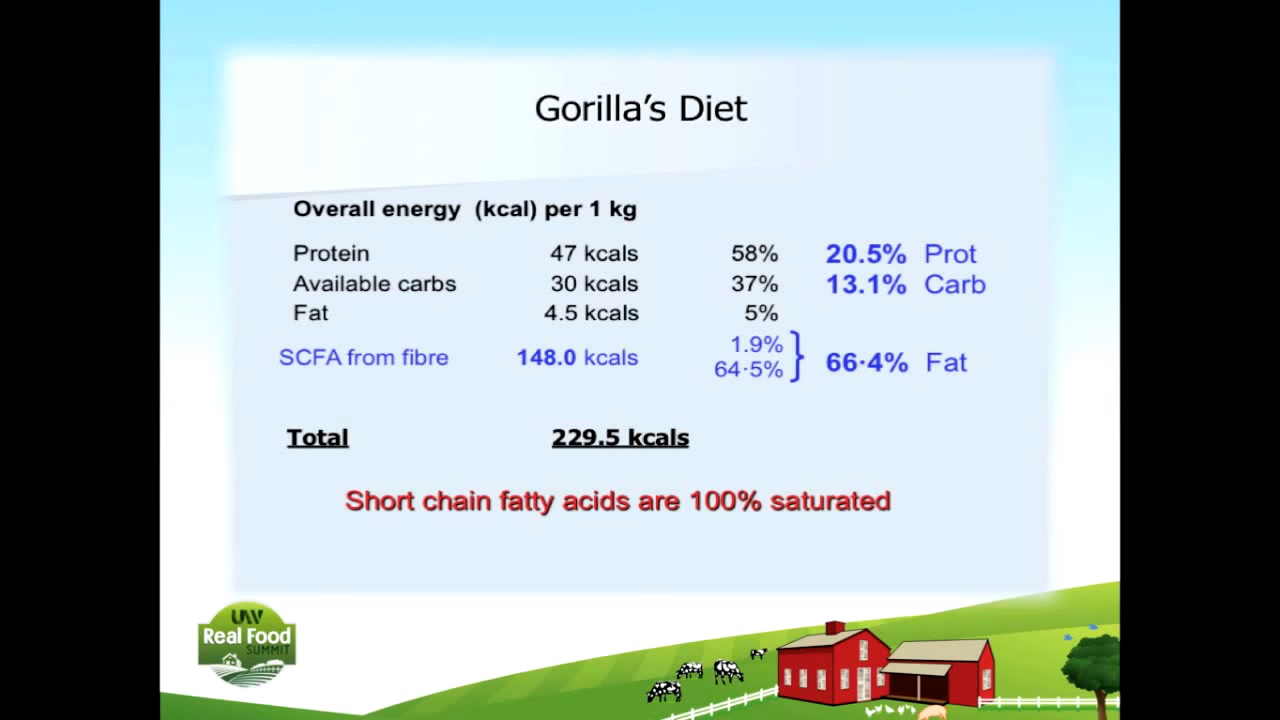 Gorilla's Diet
Overall energy (kcal) per 1 kg
Protein 47 kcals 58% 20.5% Prot
Available carbs 30 kcals 37% 13.1% Carb
Fat 4.5 kcals 5%
1.9%
SCFA from fibre 148.0 kcals 64·5% } 66·4% Fat
Total 229.5 kcals
Short chain fatty acids are 100% saturated
UW
Real Food
SUMMIT